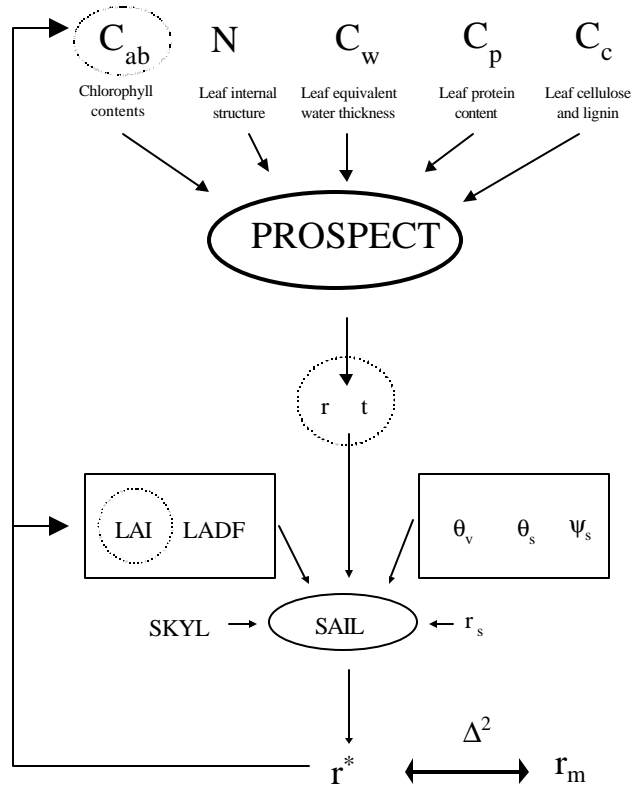 C_ab N C_w C_p C_c
Chlorophyll contents
Leaf internal structure
Leaf equivalent water thickness
Leaf protein content
Leaf cellulose and lignin
PROSPECT
r t
LAI LADF
θ_v θ_s ψ_s
SKYL
SAIL
r_s
Δ²
r* r_m